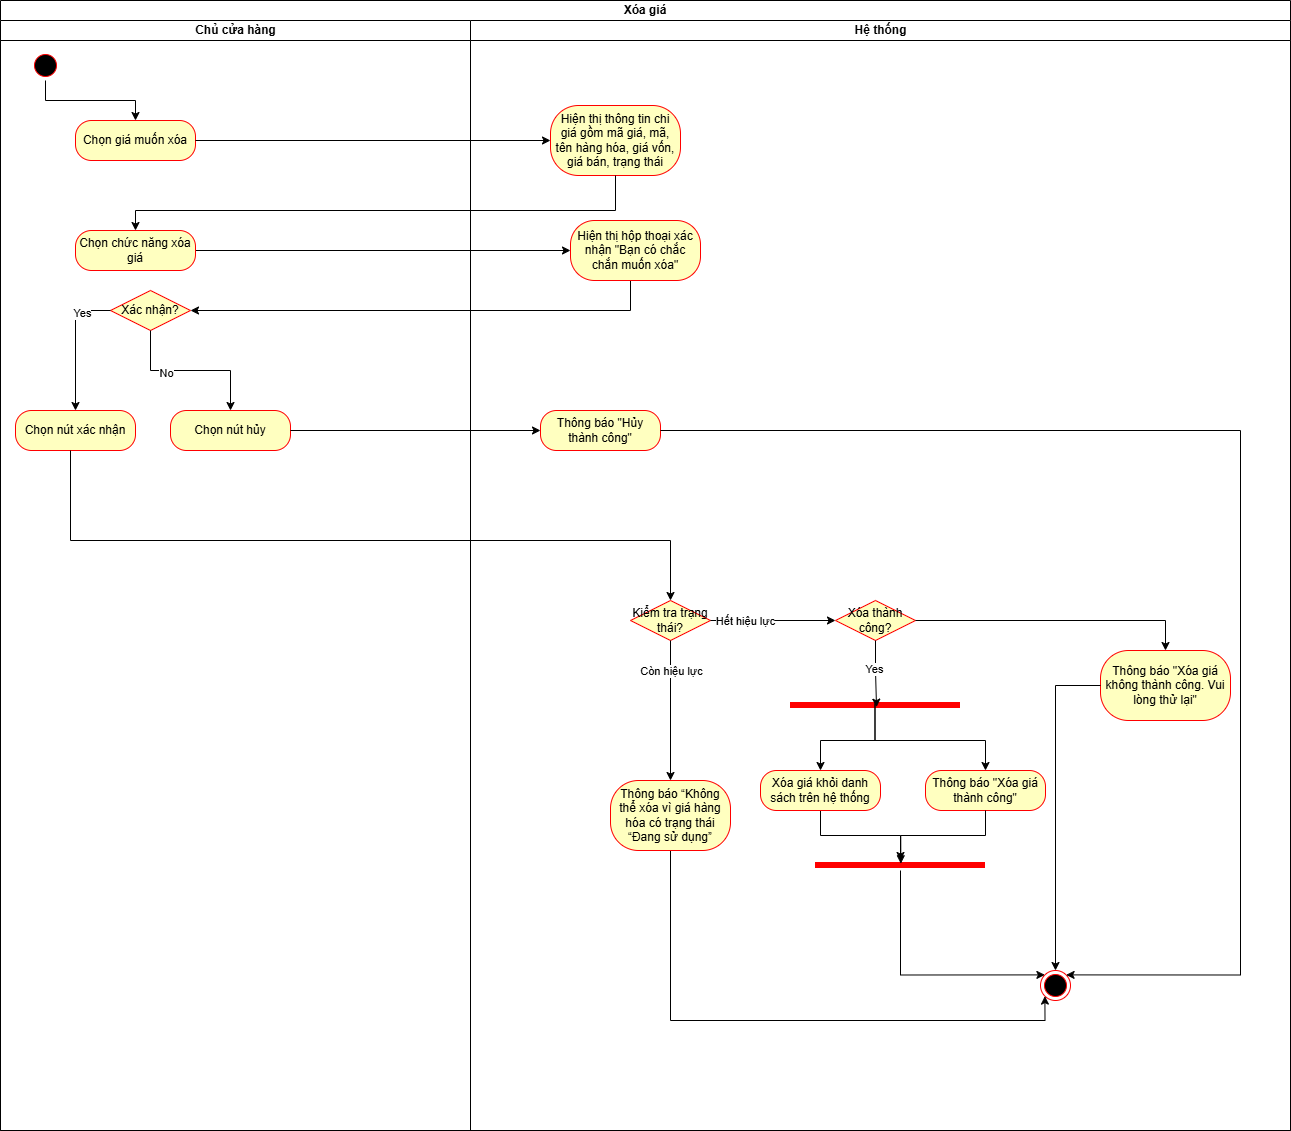 Xóa giá
Chủ cửa hàng
Hệ thống
Chọn giá muốn xóa
Hiện thị thông tin chi
giá gồm mã giá, mã,
tên hàng hóa, giá vốn,
giá bán, trạng thái
Chọn chức năng xóa
giá
Hiện thị hộp thoại xác
nhận "Bạn có chắc
chắn muốn xóa"
Xác nhận?
Yes
No
Chọn nút xác nhận
Chọn nút hủy
Thông báo "Hủy
thành công"
Kiểm tra trạng
thái?
Hết hiệu lực
Xóa thành
công?
Còn hiệu lực
Yes
Thông báo "Xóa giá
không thành công. Vui
lòng thử lại"
Xóa giá khỏi danh
sách trên hệ thống
Thông báo "Xóa giá
thành công"
Thông báo “Không
thể xóa vì giá hàng
hóa có trạng thái
“Đang sử dụng”